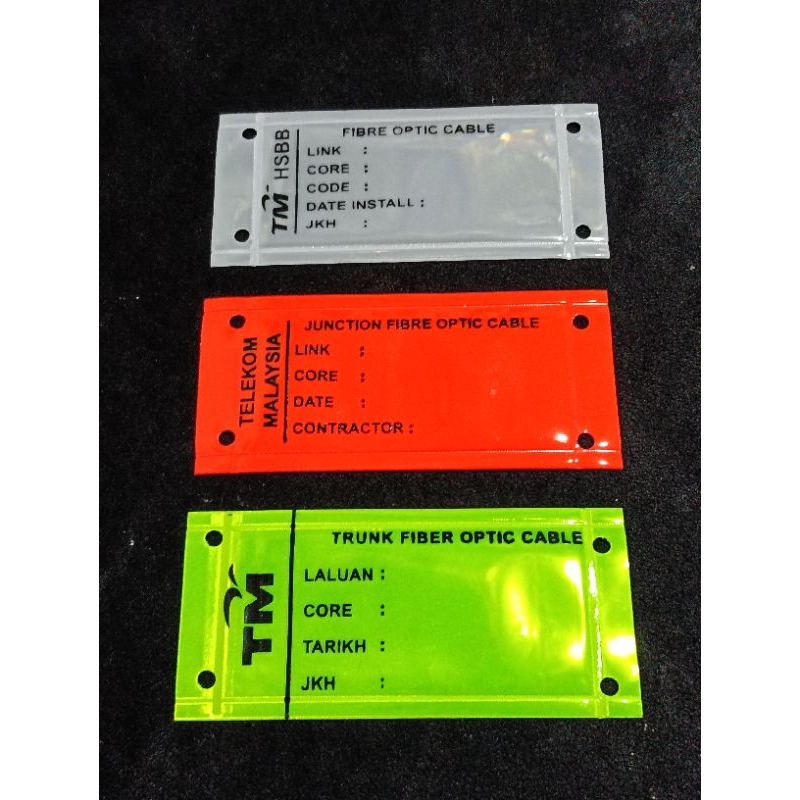 TM HSBB
FIBRE OPTIC CABLE
LINK :
CORE :
CODE :
DATE INSTALL :
JKH :
TELEKOM
MALAYSIA
JUNCTION FIBRE OPTIC CABLE
LINK :
CORE :
DATE :
CONTRACTOR :
TM
TRUNK FIBER OPTIC CABLE
LALUAN :
CORE :
TARIKH :
JKH :